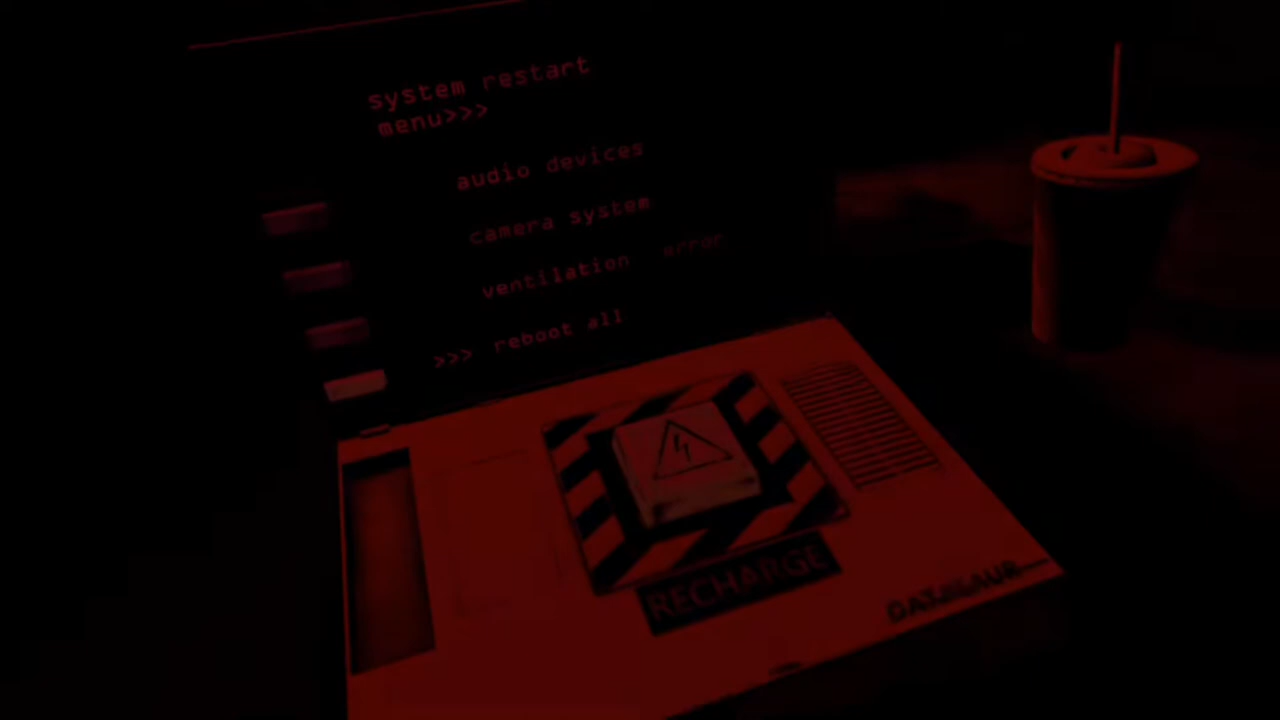 system restart
menu>>>
audio devices
camera system
ventilation error
>>> reboot all
RECHARGE